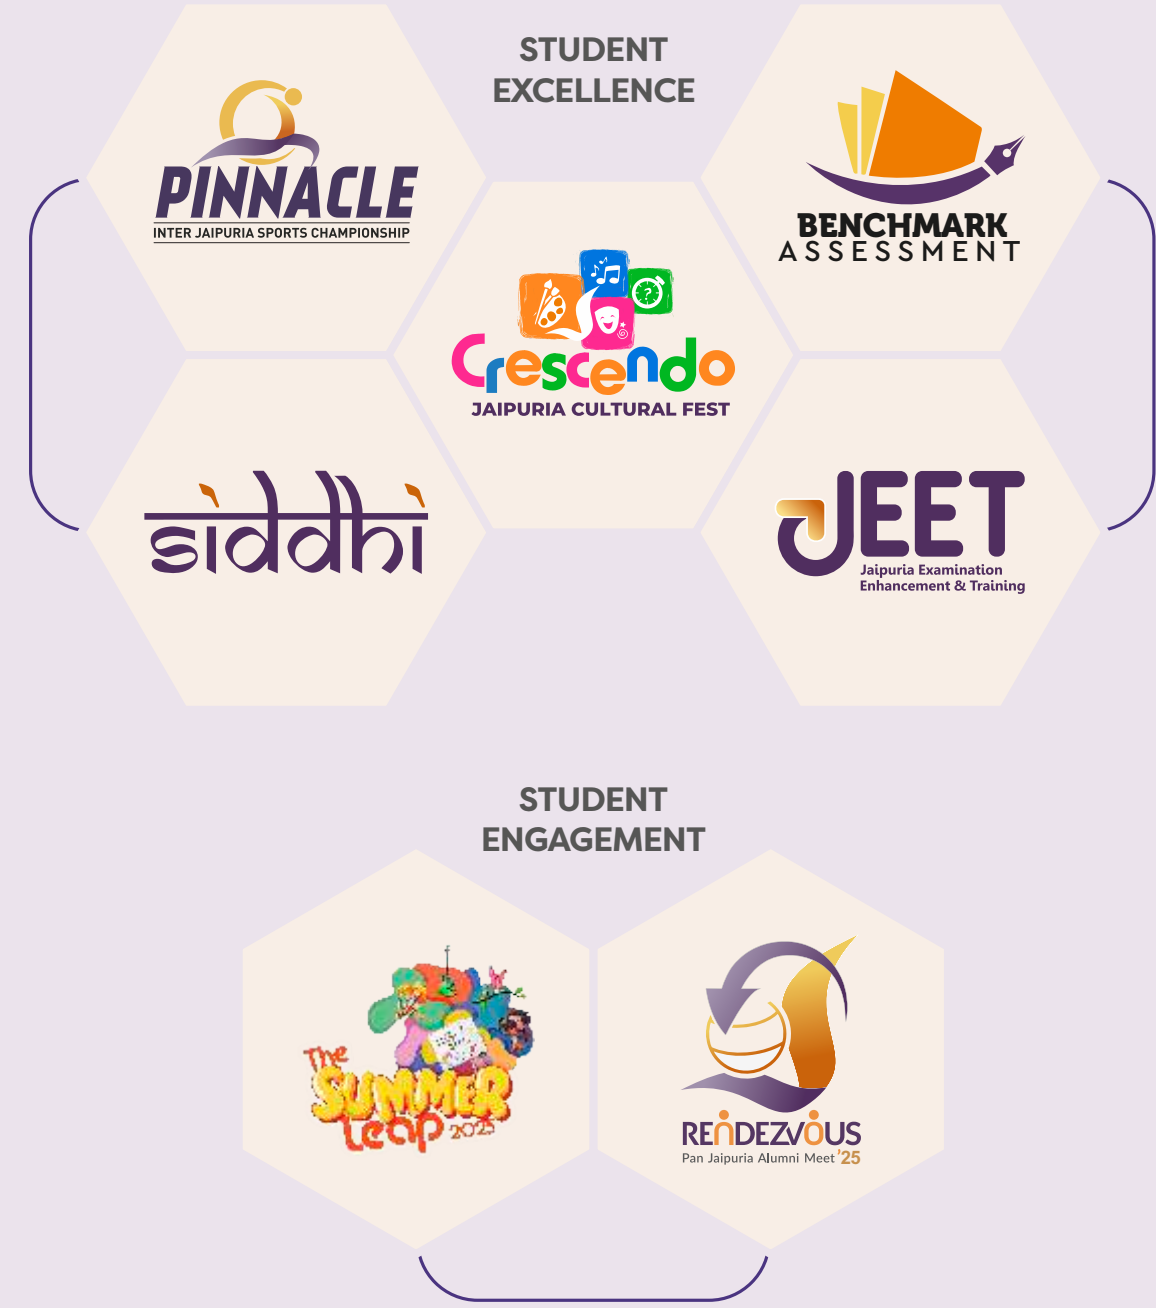 STUDENT
EXCELLENCE
PINNACLE
INTER JAIPURIA SPORTS CHAMPIONSHIP
BENCHMARK
ASSESSMENT
Crescendo
JAIPURIA CULTURAL FEST
siddhi
JEET
Jaipuria Examination
Enhancement & Training
STUDENT
ENGAGEMENT
The
SUMMER
Leap 2025
RENDEZVOUS
Pan Jaipuria Alumni Meet '25